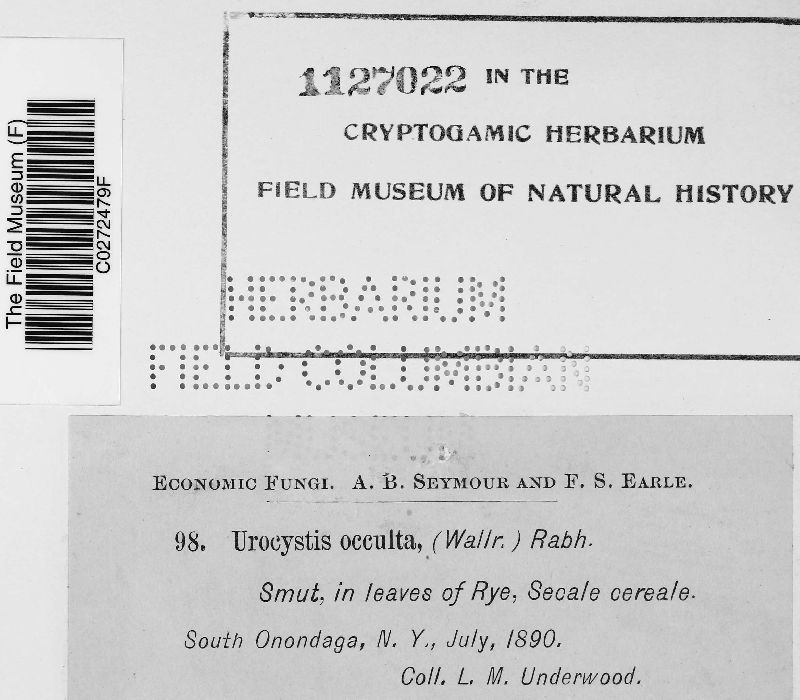 1127022 IN THE
CRYPTOGAMIC HERBARIUM
FIELD MUSEUM OF NATURAL HISTORY
The Field Museum (F)
C0272479F
HERBARIUM
FIELD COLUMBIAN
ECONOMIC FUNGI. A. B. SEYMOUR AND F. S. EARLE.
98. Urocystis occulta, (Wallr.) Rabh.
Smut, in leaves of Rye, Secale cereale.
South Onondaga, N. Y., July, 1890.
Coll. L. M. Underwood.